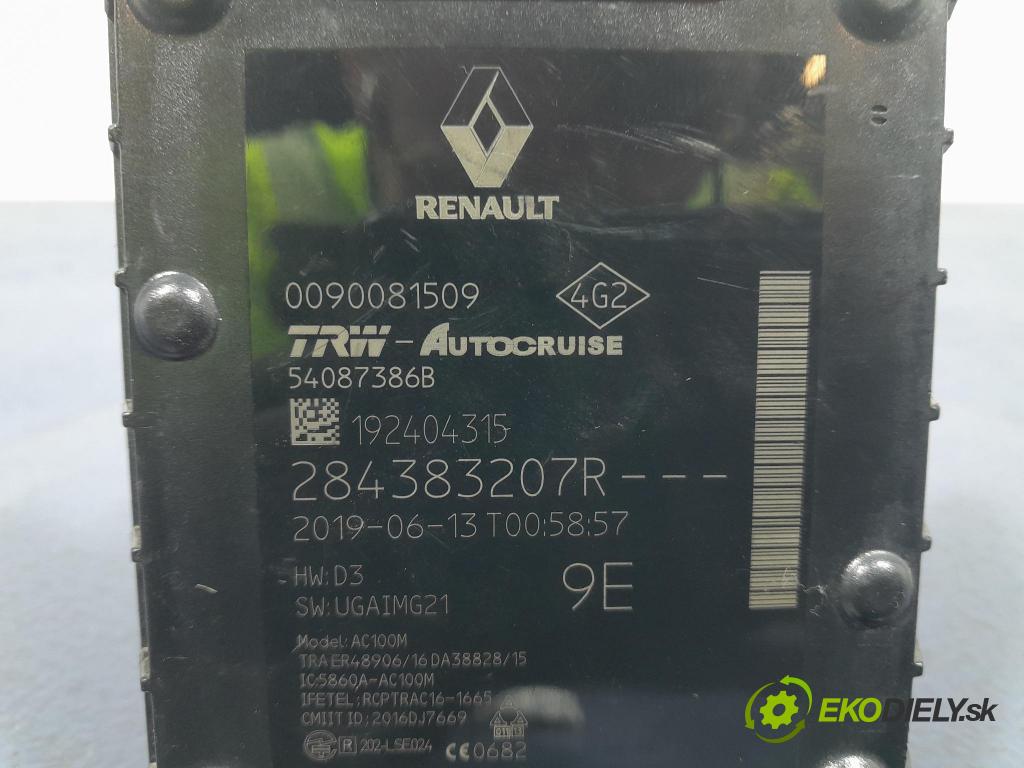 RENAULT
0090081509 4G2
TRW - AUTOCRUISE
54087386B
192404315
284383207R---
2019-06-13T00:58:57
HW:D3
SW:UGAIMG21
9E
Model: AC100M
TRA ER48906/16 DA38828/15
IC:5860A-AC100M
IFETEL:RCPTRAC16-1665
CMIIT ID:2016DJ7669
R 202-LSE024 CE0682
EKODIELY.sk